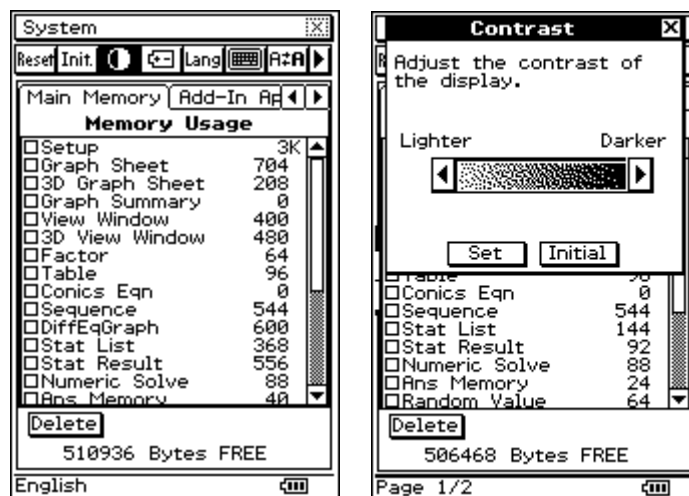 System
Reset Init. Lang
Main Memory Add-In Ap
Memory Usage
Setup 3K
Graph Sheet 704
3D Graph Sheet 208
Graph Summary 0
View Window 400
3D View Window 480
Factor 64
Table 96
Conics Eqn 0
Sequence 544
DiffEqGraph 600
Stat List 368
Stat Result 556
Numeric Solve 88
Ans Memory 40
Delete
510936 Bytes FREE
English
Contrast
Adjust the contrast of
the display.
Lighter Darker
Set Initial
Table 96
Conics Eqn 0
Sequence 544
Stat List 144
Stat Result 92
Numeric Solve 88
Ans Memory 24
Random Value 64
Delete
506468 Bytes FREE
Page 1/2